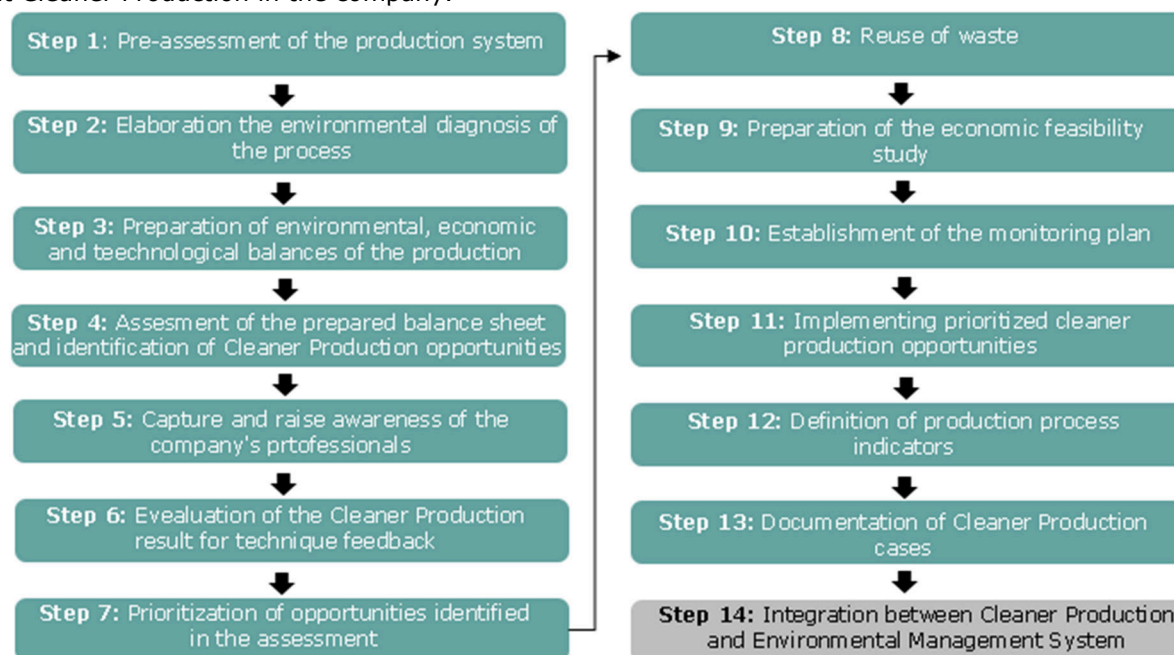 Cleaner Production in the company.
Step 1: Pre-assessment of the production system
Step 2: Elaboration the environmental diagnosis of
the process
Step 3: Preparation of environmental, economic
and teechnological balances of the production
Step 4: Assesment of the prepared balance sheet
and identification of Cleaner Production opportunities
Step 5: Capture and raise awareness of the
company's prtofessionals
Step 6: Evealuation of the Cleaner Production
result for technique feedback
Step 7: Prioritization of opportunities identified
in the assessment
Step 8: Reuse of waste
Step 9: Preparation of the economic feasibility
study
Step 10: Establishment of the monitoring plan
Step 11: Implementing prioritized cleaner
production opportunities
Step 12: Definition of production process
indicators
Step 13: Documentation of Cleaner Production
cases
Step 14: Integration between Cleaner Production
and Environmental Management System